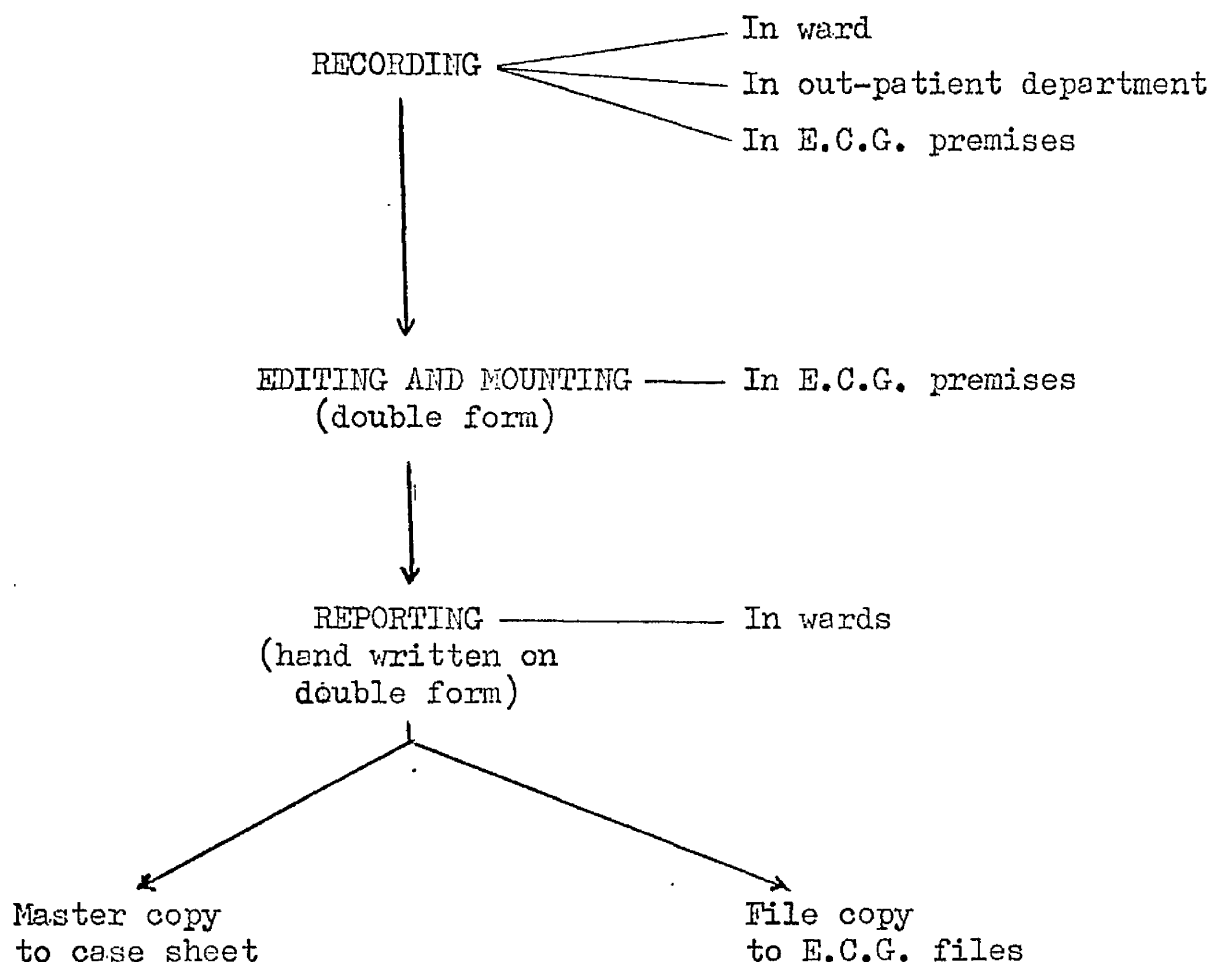 In ward
RECORDING
In out-patient department
In E.C.G. premises
EDITING AND MOUNTING
In E.C.G. premises
(double form)
REPORTING
In wards
(hand written on
double form)
Master copy
to case sheet
File copy
to E.C.G. files